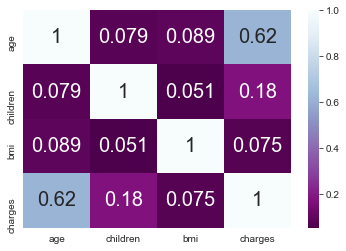 age
1
0.079
0.089
0.62
children
0.079
1
0.051
0.18
bmi
0.089
0.051
1
0.075
charges
0.62
0.18
0.075
1
age
children
bmi
charges
1.0
0.8
0.6
0.4
0.2